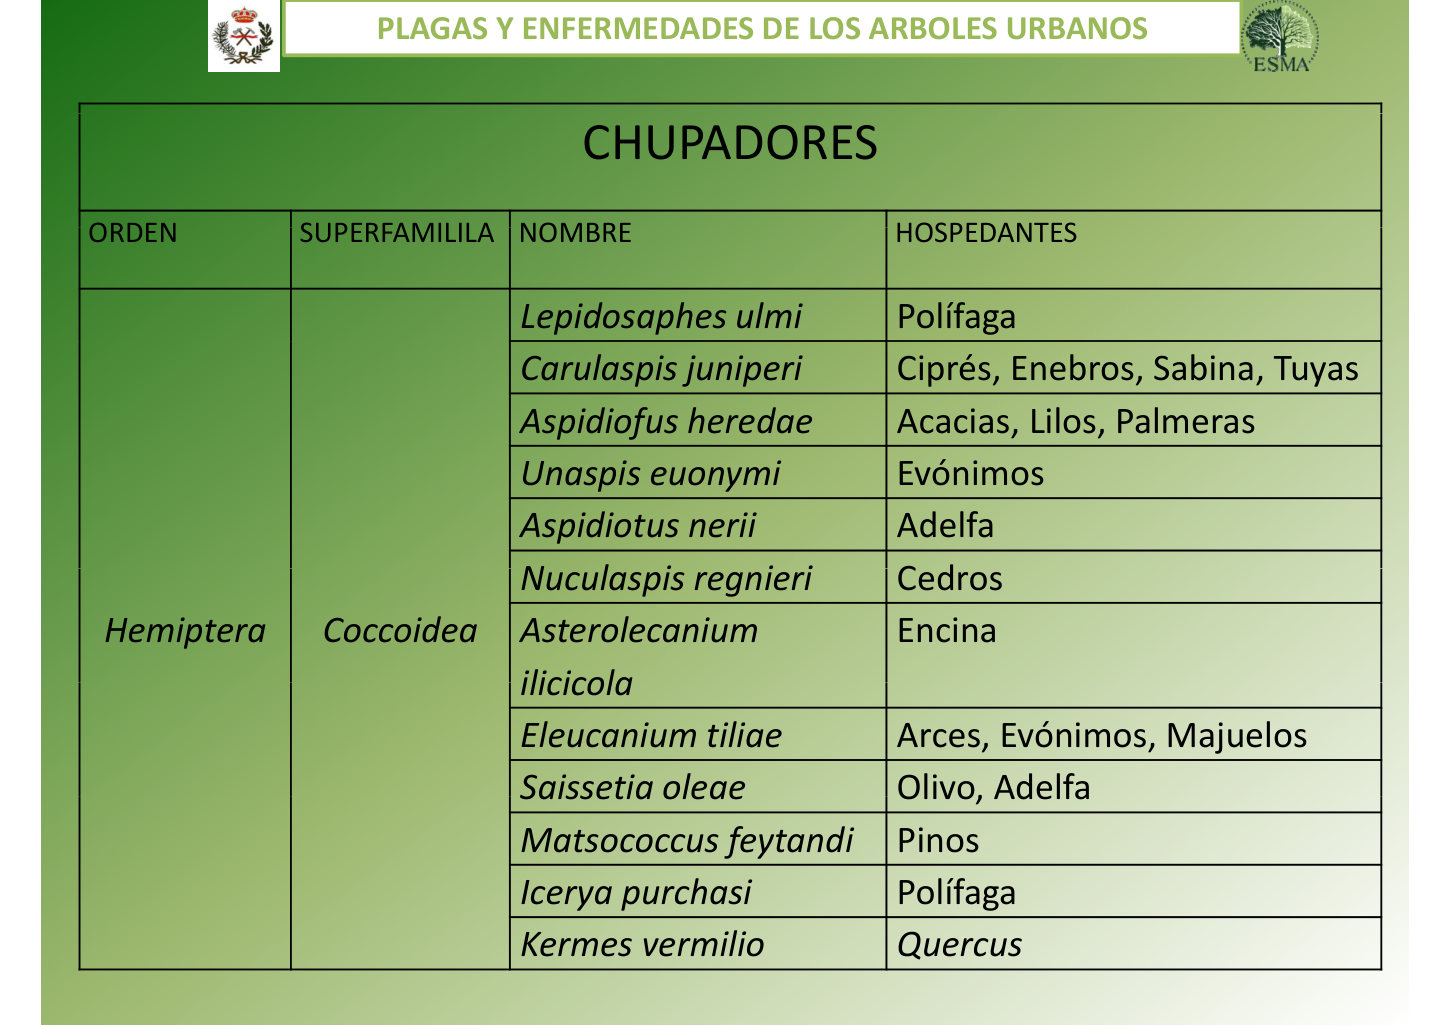 PLAGAS Y ENFERMEDADES DE LOS ARBOLES URBANOS
ESMA
CHUPADORES
ORDEN SUPERFAMILILA NOMBRE HOSPEDANTES
Lepidosaphes ulmi Polífaga
Carulaspis juniperi Ciprés, Enebros, Sabina, Tuyas
Aspidiofus heredae Acacias, Lilos, Palmeras
Unaspis euonymi Evónimos
Aspidiotus nerii Adelfa
Nuculaspis regnieri Cedros
Hemiptera Coccoidea Asterolecanium Encina
ilicicola
Eleucanium tiliae Arces, Evónimos, Majuelos
Saissetia oleae Olivo, Adelfa
Matsococcus feytandi Pinos
Icerya purchasi Polífaga
Kermes vermilio Quercus